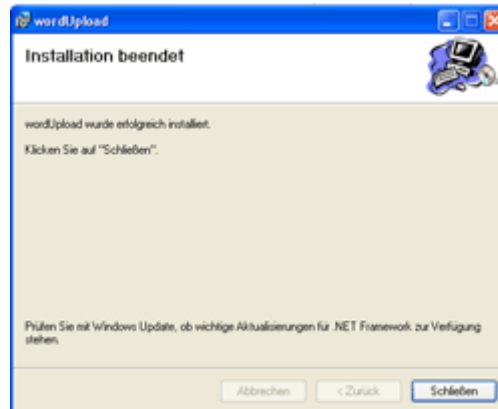 wordUpload
Installation beendet
wordUpload wurde erfolgreich installiert.
Klicken Sie auf "Schließen".
Prüfen Sie mit Windows Update, ob wichtige Aktualisierungen für .NET Framework zur Verfügung
stehen.
Abbrechen
< Zurück
Schließen